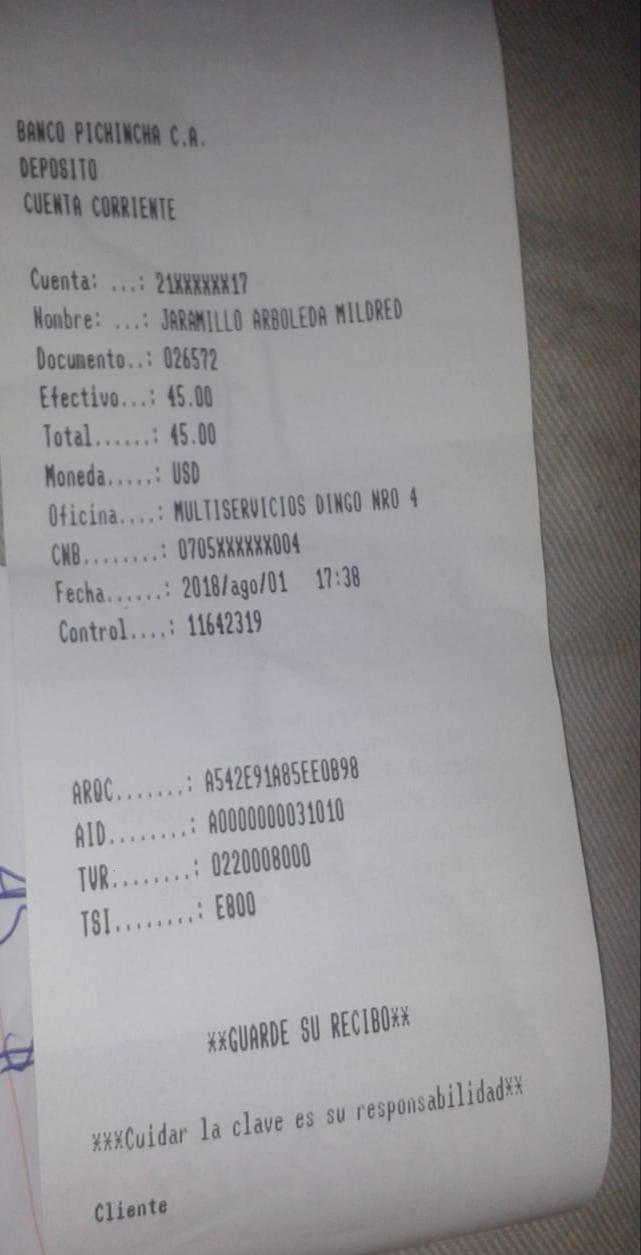 BANCO PICHINCHA C.A.
DEPOSITO
CUENTA CORRIENTE
Cuenta: ...: 21XXXXXX17
Nombre: ...: JARAMILLO ARBOLEDA MILDRED
Documento..: 026572
Efectivo...: 45.00
Total......: 45.00
Moneda.....: USD
Oficina....: MULTISERVICIOS DINGO NRO 4
CNB........: 0705XXXXXX004
Fecha......: 2018/ago/01 17:38
Control....: 11642319
ARQC.......: A542E91A85EE0B98
AID........: A0000000031010
TVR........: 0220008000
TSI........: E800
**GUARDE SU RECIBO**
***Cuidar la clave es su responsabilidad**
Cliente